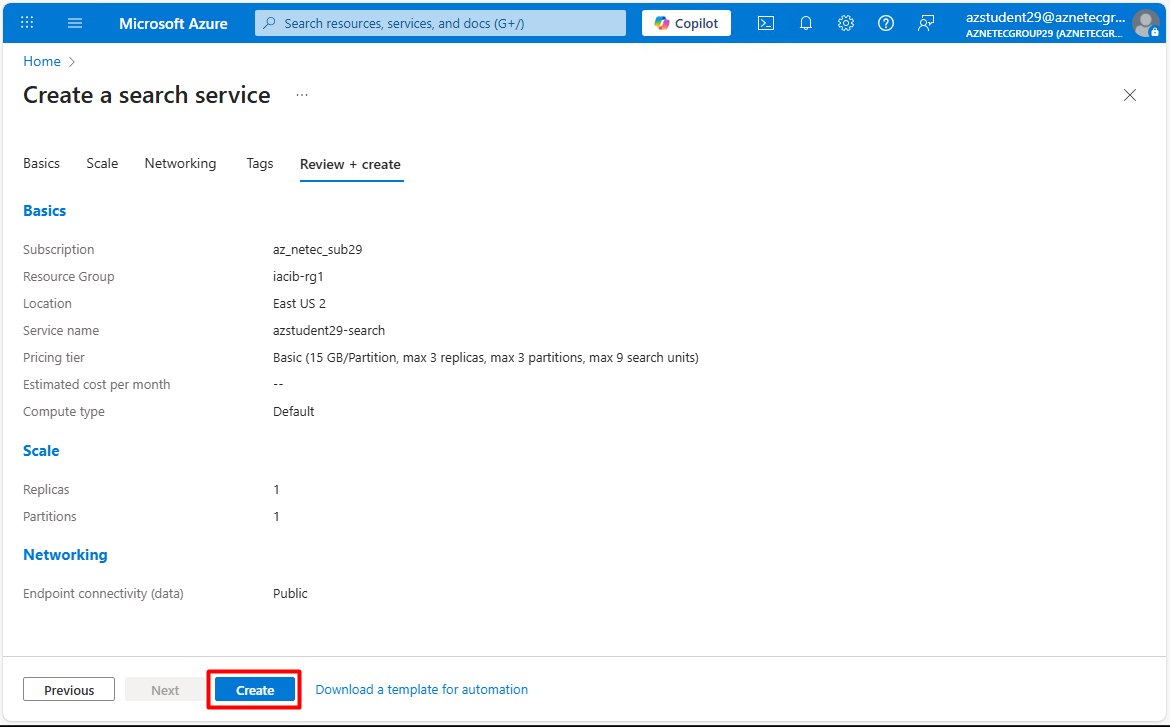 Microsoft Azure
Search resources, services, and docs (G+/)
Copilot
azstudent29@aznetecgr...
AZNETECGROUP29 (AZNETECGR...
Home
Create a search service
...
Basics
Scale
Networking
Tags
Review + create
Basics
Subscription az_netec_sub29
Resource Group iacib-rg1
Location East US 2
Service name azstudent29-search
Pricing tier Basic (15 GB/Partition, max 3 replicas, max 3 partitions, max 9 search units)
Estimated cost per month --
Compute type Default
Scale
Replicas 1
Partitions 1
Networking
Endpoint connectivity (data) Public
Previous
Next
Create
Download a template for automation